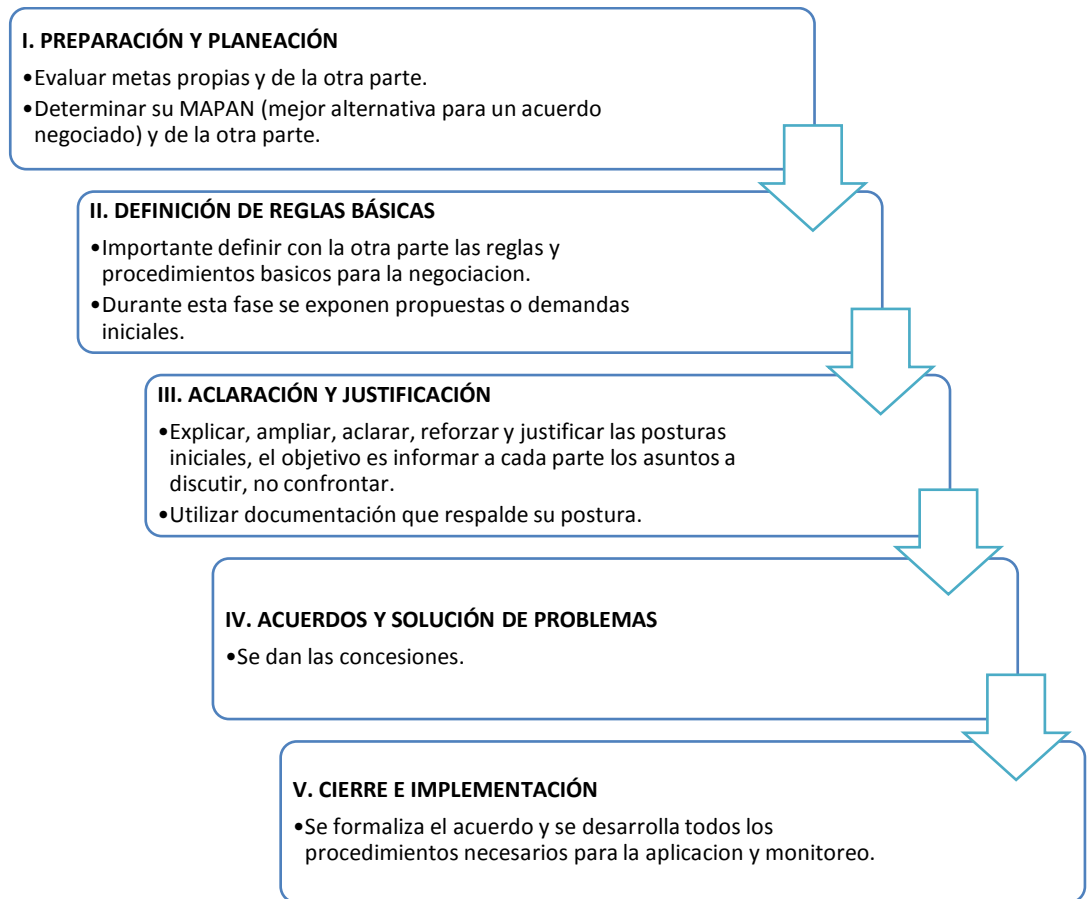 I. PREPARACIÓN Y PLANEACIÓN
•Evaluar metas propias y de la otra parte.
•Determinar su MAPAN (mejor alternativa para un acuerdo
negociado) y de la otra parte.
II. DEFINICIÓN DE REGLAS BÁSICAS
•Importante definir con la otra parte las reglas y
procedimientos basicos para la negociacion.
•Durante esta fase se exponen propuestas o demandas
iniciales.
III. ACLARACIÓN Y JUSTIFICACIÓN
•Explicar, ampliar, aclarar, reforzar y justificar las posturas
iniciales, el objetivo es informar a cada parte los asuntos a
discutir, no confrontar.
•Utilizar documentación que respalde su postura.
IV. ACUERDOS Y SOLUCIÓN DE PROBLEMAS
•Se dan las concesiones.
V. CIERRE E IMPLEMENTACIÓN
•Se formaliza el acuerdo y se desarrolla todos los
procedimientos necesarios para la aplicacion y monitoreo.